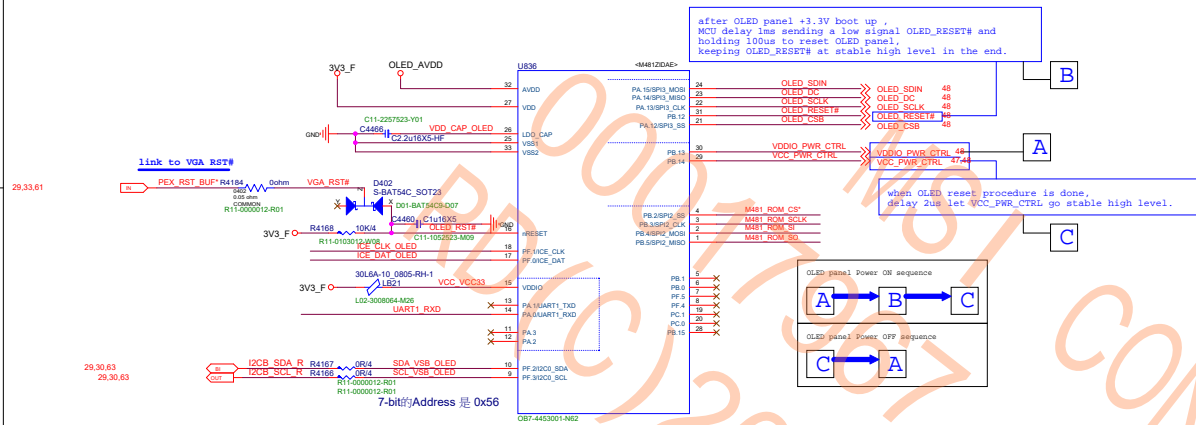 after OLED panel +3.3V boot up ,
MCU delay 1ms sending a low signal OLED_RESET# and
holding 100us to reset OLED panel,
keeping OLED_RESET# at stable high level in the end.
B
3V3_F
OLED_AVDD
U836
<M481ZIDAE>
32 AVDD
27 VDD
C11-2257523-Y01
GND
C4466
C2.2u16X5-HF
VDD_CAP_OLED
26 LDO_CAP
25 VSS1
33 VSS2
PA.15/SPI3_MOSI 24 OLED_SDIN OLED_SDIN 48
PA.14/SPI3_MISO 23 OLED_DC OLED_DC 48
PA.13/SPI3_CLK 22 OLED_SCLK OLED_SCLK 48
PB.12 31 OLED_RESET# OLED_RESET# 48
PA.12/SPI3_SS 21 OLED_CSB OLED_CSB 48
PB.13 30 VDDIO_PWR_CTRL VDDIO_PWR_CTRL 48
PB.14 29 VCC_PWR_CTRL VCC_PWR_CTRL 47,48
A
link to VGA RST#
29,33,61
IN
PEX_RST_BUF* R4184 0ohm VGA_RST#
0402
0.05 ohm
COMMON
R11-0000012-R01
D402
S-BAT54C_SOT23
D01-BAT54C9-D07
C4460 C1u16X5
GND
OLED_RST#
C11-1052523-M09
3V3_F
R4168 10K/4
R11-0103012-W08
16 nRESET
ICE_CLK_OLED 18 PF.1/ICE_CLK
ICE_DAT_OLED 17 PF.0/ICE_DAT
when OLED reset procedure is done,
delay 2us let VCC_PWR_CTRL go stable high level.
C
PB.2/SPI2_SS 4 M481_ROM_CS*
PB.3/SPI2_CLK 3 M481_ROM_SCLK
PB.4/SPI2_MOSI 2 M481_ROM_SI
PB.5/SPI2_MISO 1 M481_ROM_SO
30L6A-10_0805-RH-1
3V3_F
LB21
L02-3008064-M26
VCC_VCC33
15 VDDIO
13 PA.1/UART1_TXD
UART1_RXD 14 PA.0/UART1_RXD
11 PA.3
12 PA.2
PB.1 5
PB.0 6
PF.5 7
PF.4 8
PC.1 19
PC.0 20
PB.15 28
OLED panel Power ON sequence
A B C
OLED panel Power OFF sequence
C A
29,30,63 BI I2CB_SDA_R R4167 0R/4 SDA_VSB_OLED 10 PF.2/I2C0_SDA
29,30,63 OUT I2CB_SCL_R R4166 0R/4 SCL_VSB_OLED 9 PF.3/I2C0_SCL
R11-0000012-R01
R11-0000012-R01
7-bit的Address 是 0x56
OB7-4453001-N62
MSI CON
00017967
RD(c)20